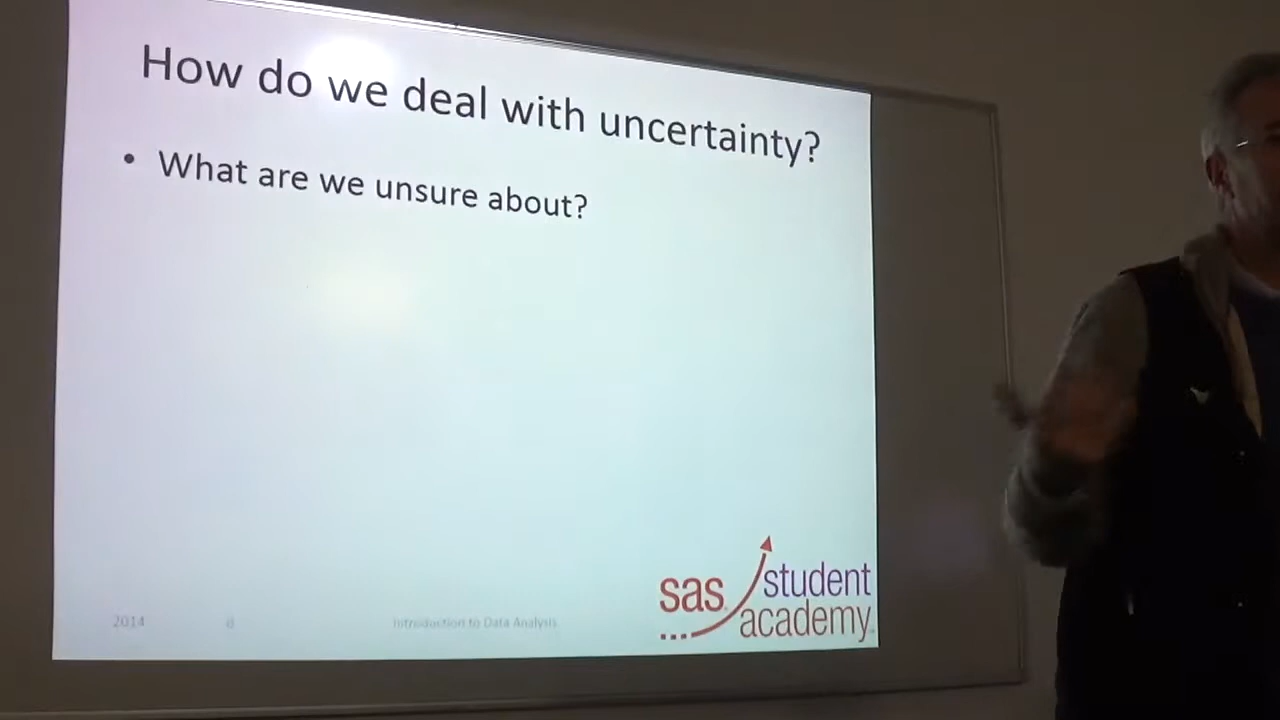 How do we deal with uncertainty?
• What are we unsure about?
sas student
academy
2014
Introduction to Data Analysis